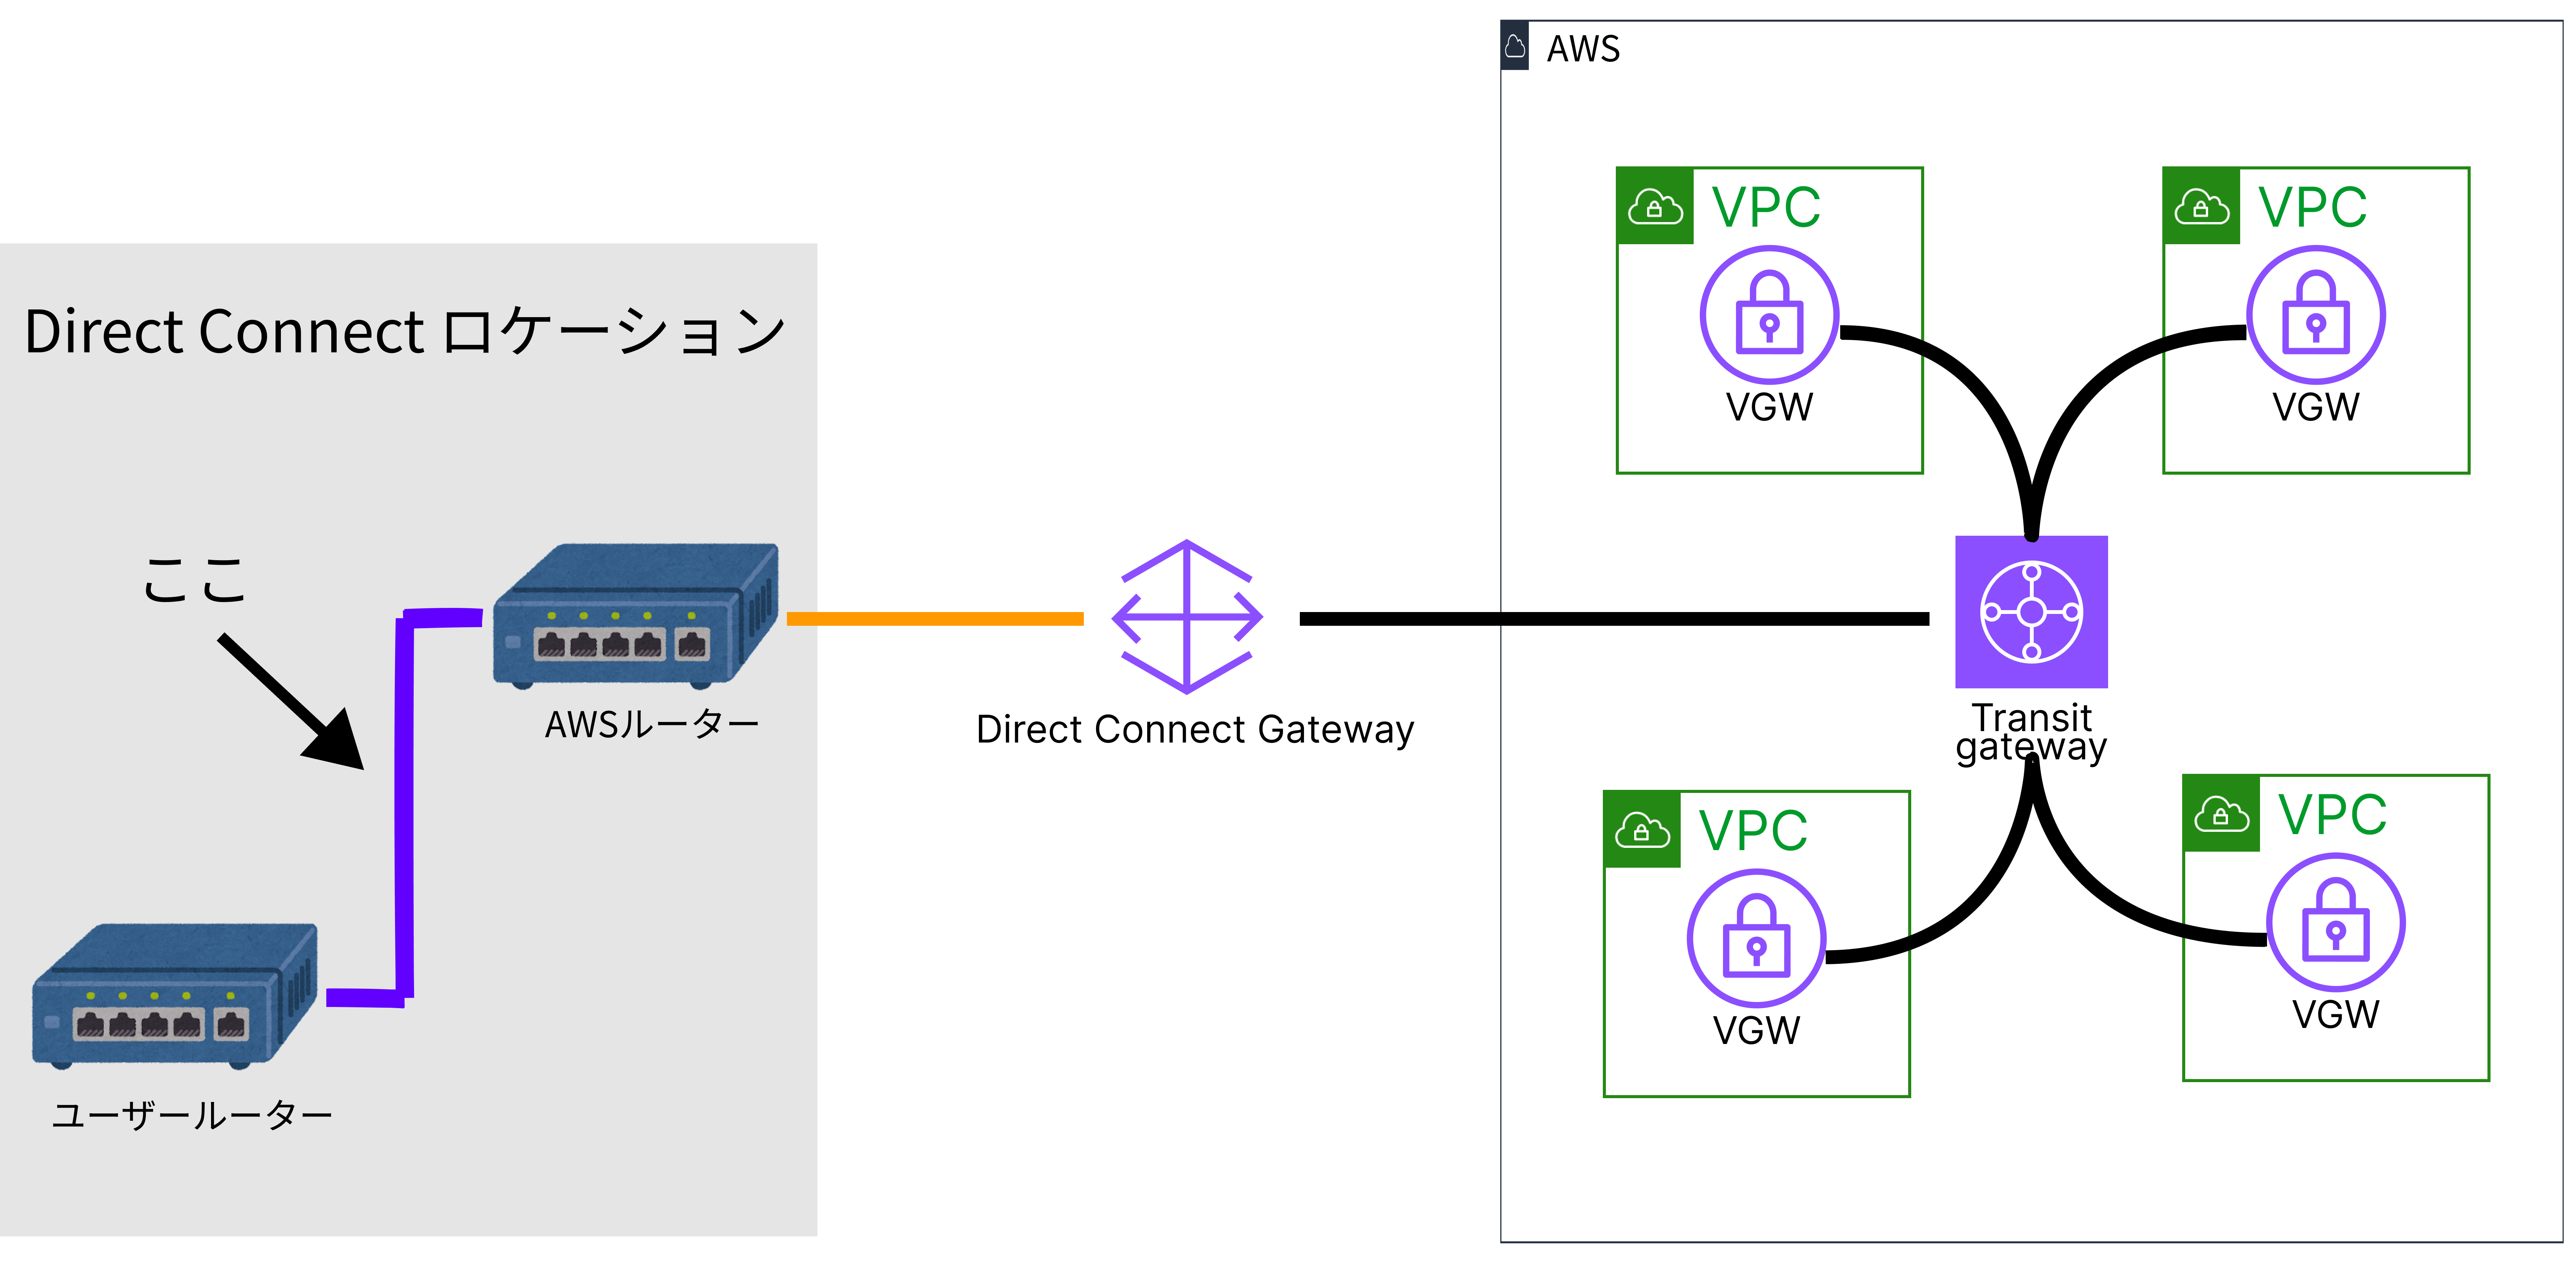 AWS
VPC
VGW
VPC
VGW
Direct Connect ロケーション
ここ
AWSルーター
ユーザールーター
Direct Connect Gateway
Transit
gateway
VPC
VGW
VPC
VGW